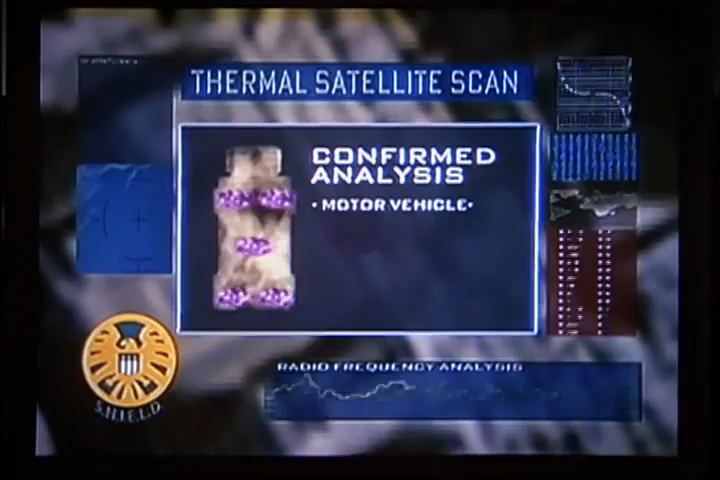 THERMAL SATELLITE SCAN
CONFIRMED
ANALYSIS
• MOTOR VEHICLE•
RADIO FREQUENCY ANALYSIS
S.H.I.E.L.D.